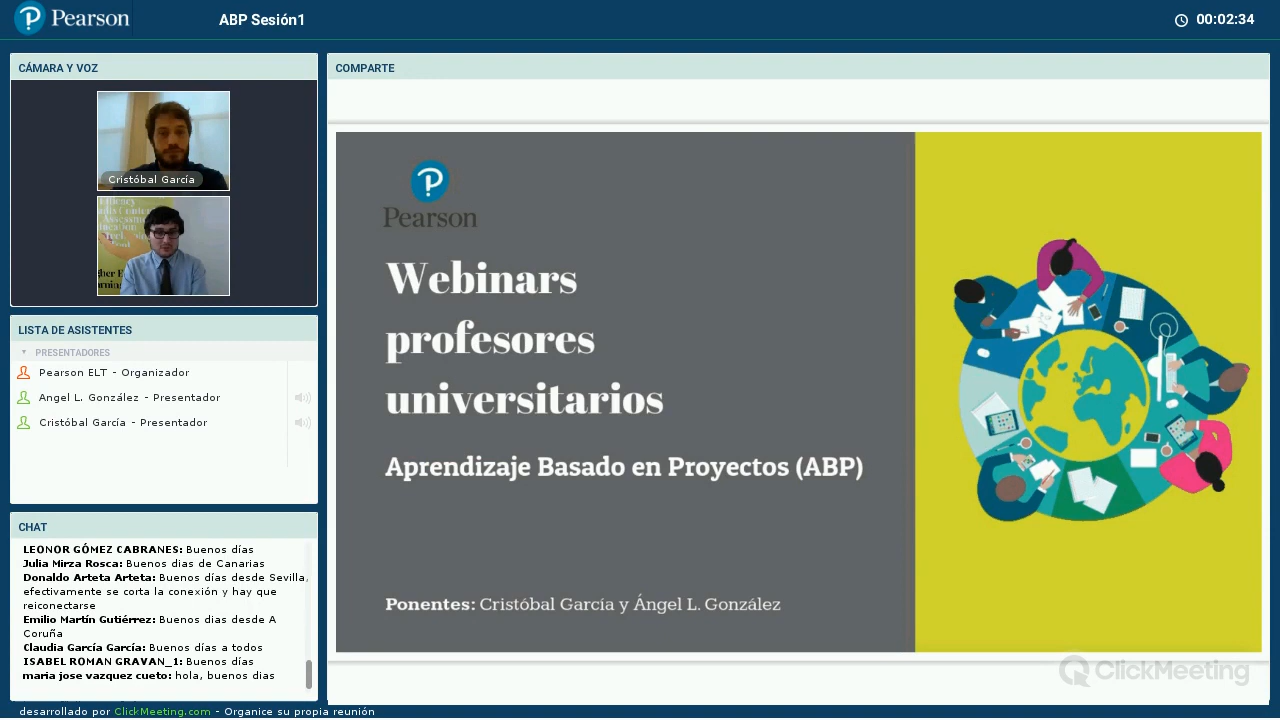 Pearson
ABP Sesión1
00:02:34
CÁMARA Y VOZ
Cristóbal García
LISTA DE ASISTENTES
PRESENTADORES
Pearson ELT - Organizador
Angel L. González - Presentador
Cristóbal García - Presentador
CHAT
LEONOR GÓMEZ CABRANES: Buenos días
Julia Mirza Rosca: Buenos dias de Canarias
Donaldo Arteta Arteta: Buenos días desde Sevilla,
efectivamente se corta la conexión y hay que
reiconectarse
Emilio Martín Gutiérrez: Buenos dias desde A
Coruña
Claudia García García: Buenos días a todos
ISABEL ROMAN GRAVAN_1: Buenos días
maria jose vazquez cueto: hola, buenos dias
desarrollado por ClickMeeting.com - Organice su propia reunión
COMPARTE
Pearson
Webinars
profesores
universitarios
Aprendizaje Basado en Proyectos (ABP)
Ponentes: Cristóbal García y Ángel L. González
ClickMeeting